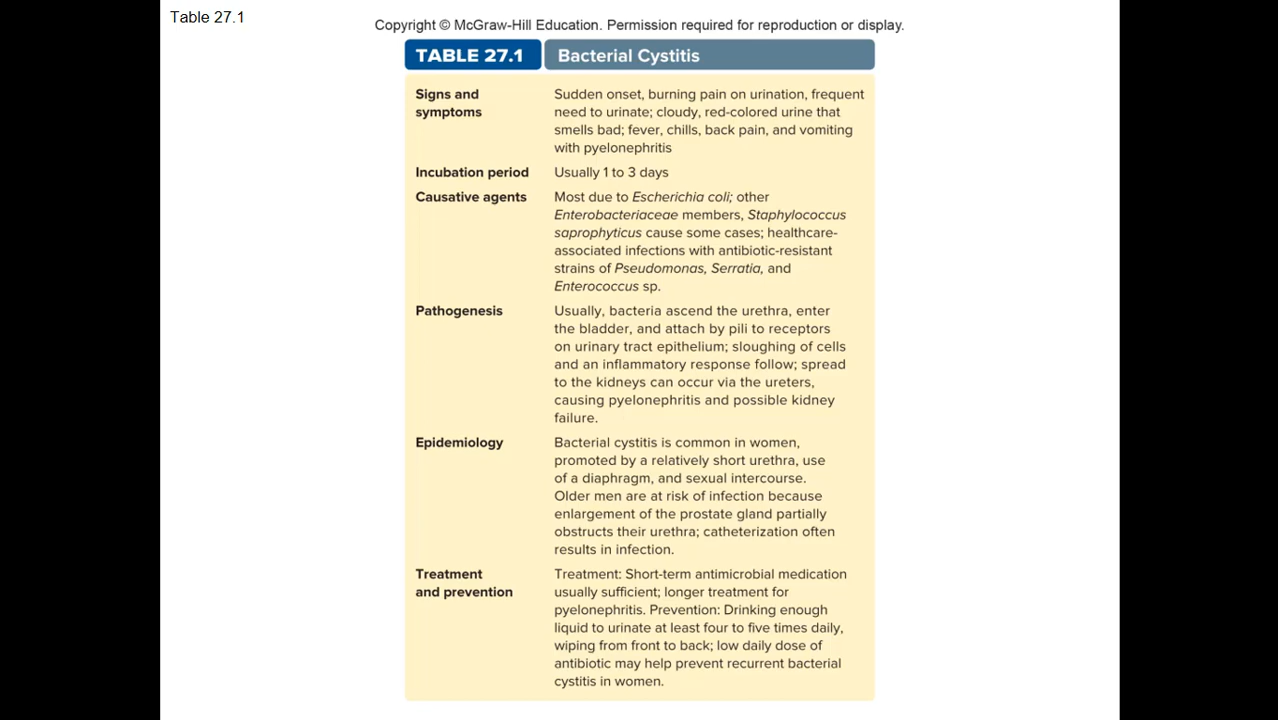 Table 27.1
Copyright © McGraw-Hill Education. Permission required for reproduction or display.
TABLE 27.1 Bacterial Cystitis
Signs and symptoms
Sudden onset, burning pain on urination, frequent
need to urinate; cloudy, red-colored urine that
smells bad; fever, chills, back pain, and vomiting
with pyelonephritis
Incubation period
Usually 1 to 3 days
Causative agents
Most due to Escherichia coli; other
Enterobacteriaceae members, Staphylococcus
saprophyticus cause some cases; healthcare-
associated infections with antibiotic-resistant
strains of Pseudomonas, Serratia, and
Enterococcus sp.
Pathogenesis
Usually, bacteria ascend the urethra, enter
the bladder, and attach by pili to receptors
on urinary tract epithelium; sloughing of cells
and an inflammatory response follow; spread
to the kidneys can occur via the ureters,
causing pyelonephritis and possible kidney
failure.
Epidemiology
Bacterial cystitis is common in women,
promoted by a relatively short urethra, use
of a diaphragm, and sexual intercourse.
Older men are at risk of infection because
enlargement of the prostate gland partially
obstructs their urethra; catheterization often
results in infection.
Treatment
and prevention
Treatment: Short-term antimicrobial medication
usually sufficient; longer treatment for
pyelonephritis. Prevention: Drinking enough
liquid to urinate at least four to five times daily,
wiping from front to back; low daily dose of
antibiotic may help prevent recurrent bacterial
cystitis in women.